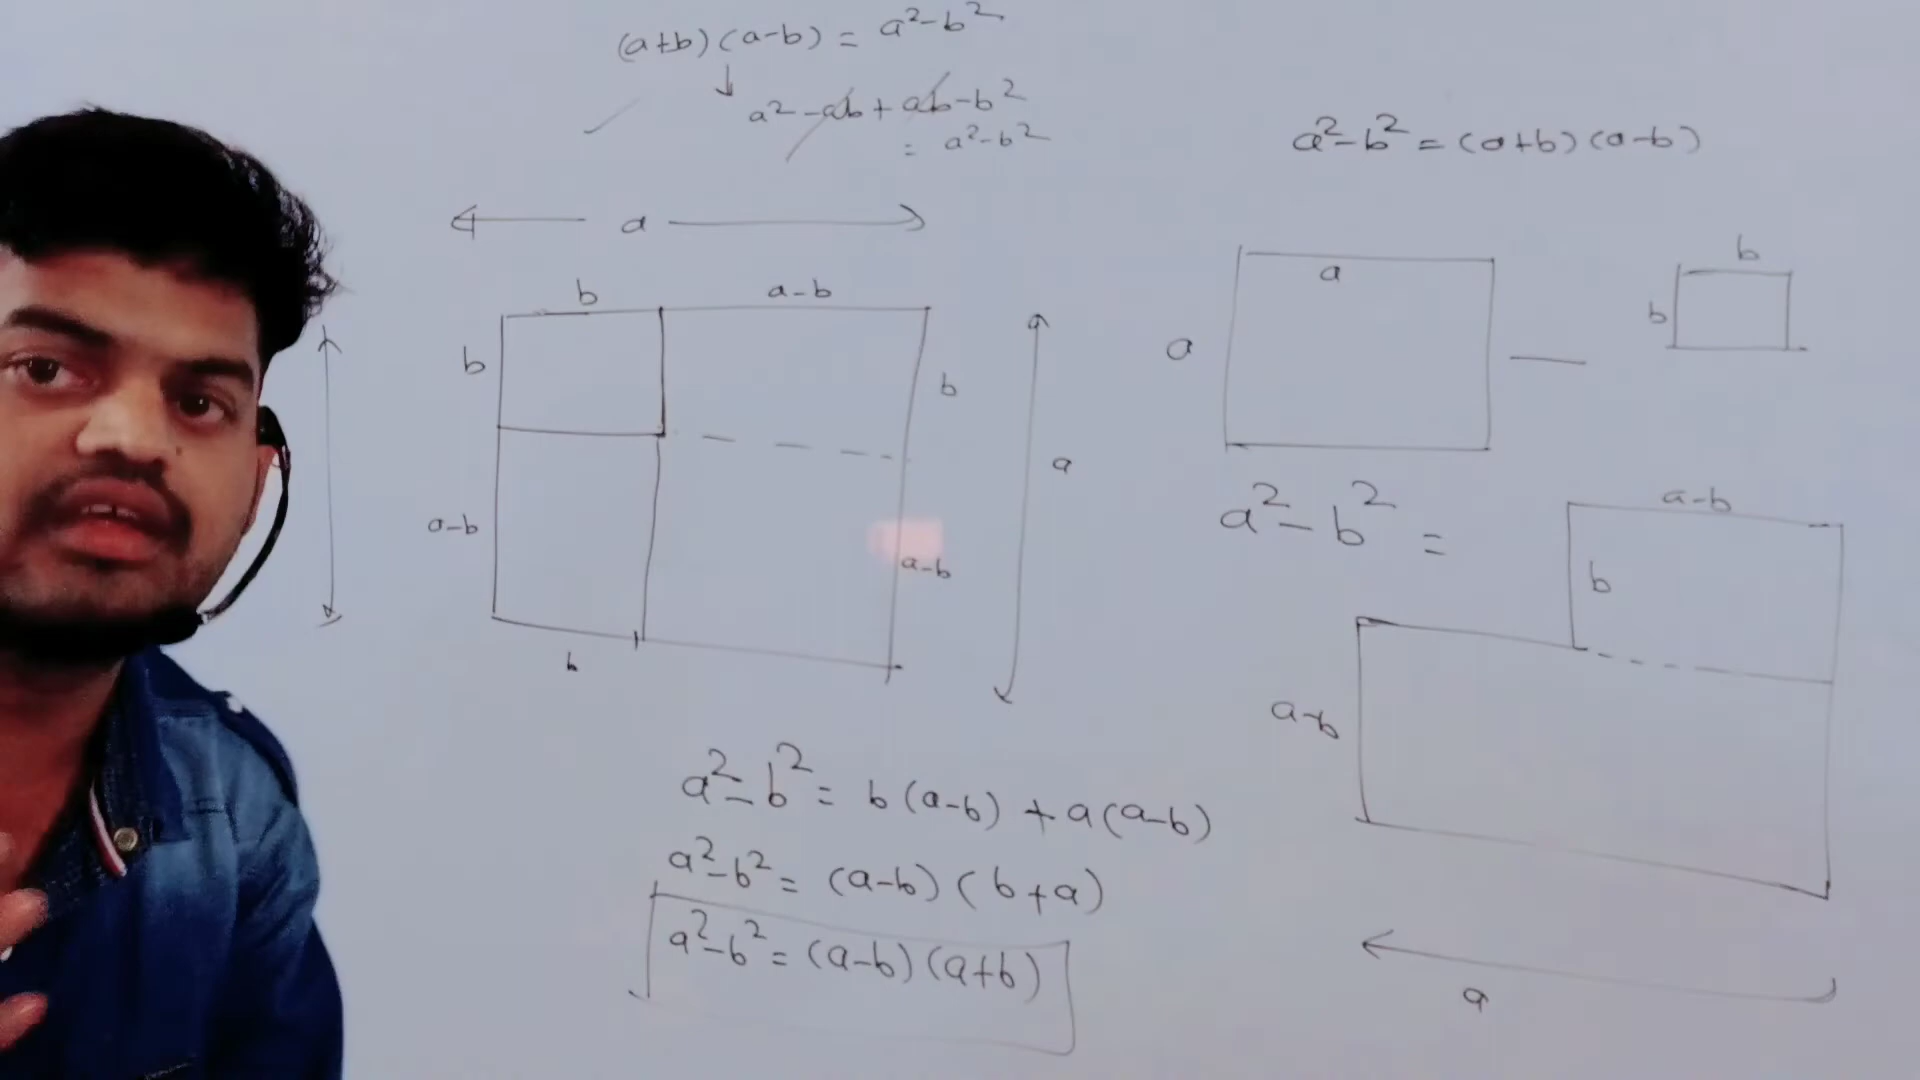 (a+b)(a-b) = a²-b²
a²-ab+ab-b²
= a²-b²
a
b
a-b
b
b
a
a-b
a-b
b
a²-b² = b(a-b) + a(a-b)
a²-b² = (a-b)(b+a)
a²-b² = (a-b)(a+b)
a²-b² = (a+b)(a-b)
a
b
a
b
a²-b² =
a-b
b
a-b
a